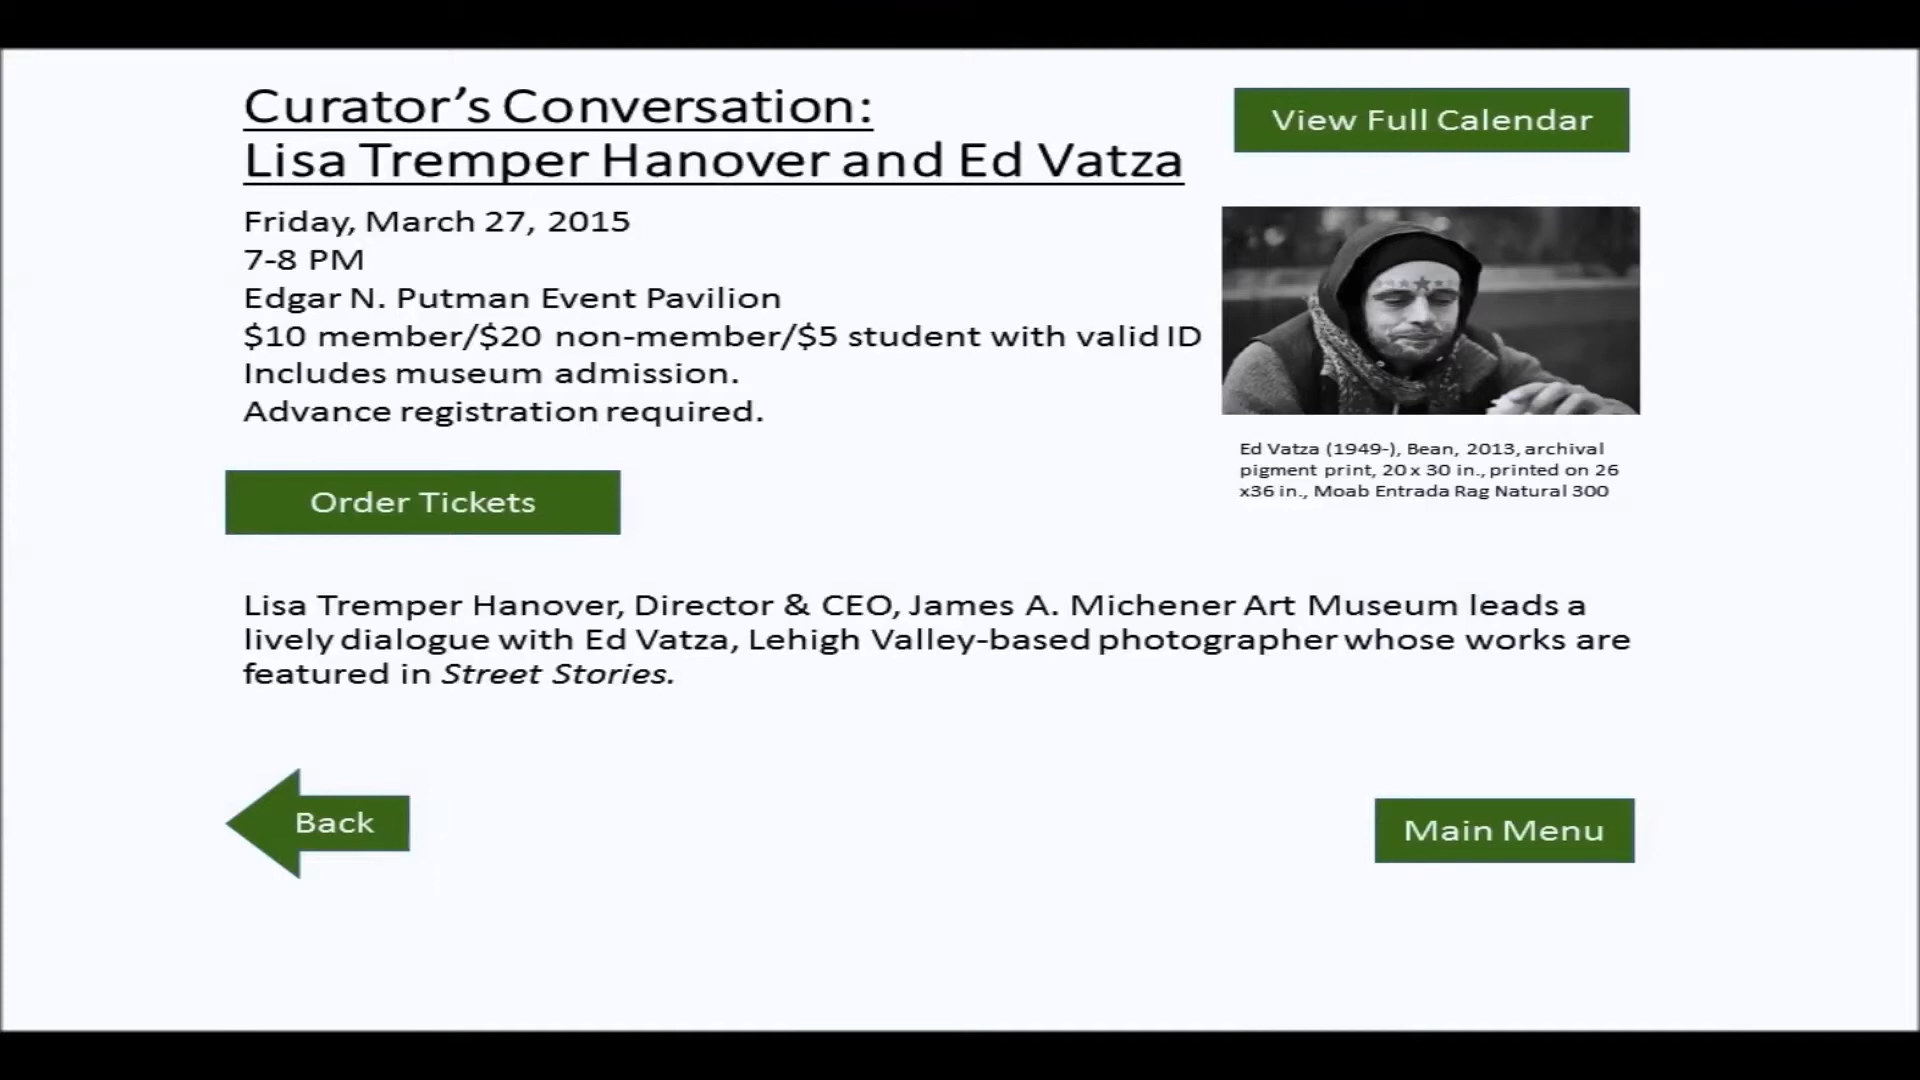 Curator’s Conversation:
Lisa Tremper Hanover and Ed Vatza
View Full Calendar
Friday, March 27, 2015
7-8 PM
Edgar N. Putman Event Pavilion
$10 member/$20 non-member/$5 student with valid ID
Includes museum admission.
Advance registration required.
Ed Vatza (1949-), Bean, 2013, archival
pigment print, 20 x 30 in., printed on 26
x36 in., Moab Entrada Rag Natural 300
Order Tickets
Lisa Tremper Hanover, Director & CEO, James A. Michener Art Museum leads a
lively dialogue with Ed Vatza, Lehigh Valley-based photographer whose works are
featured in Street Stories.
Back
Main Menu